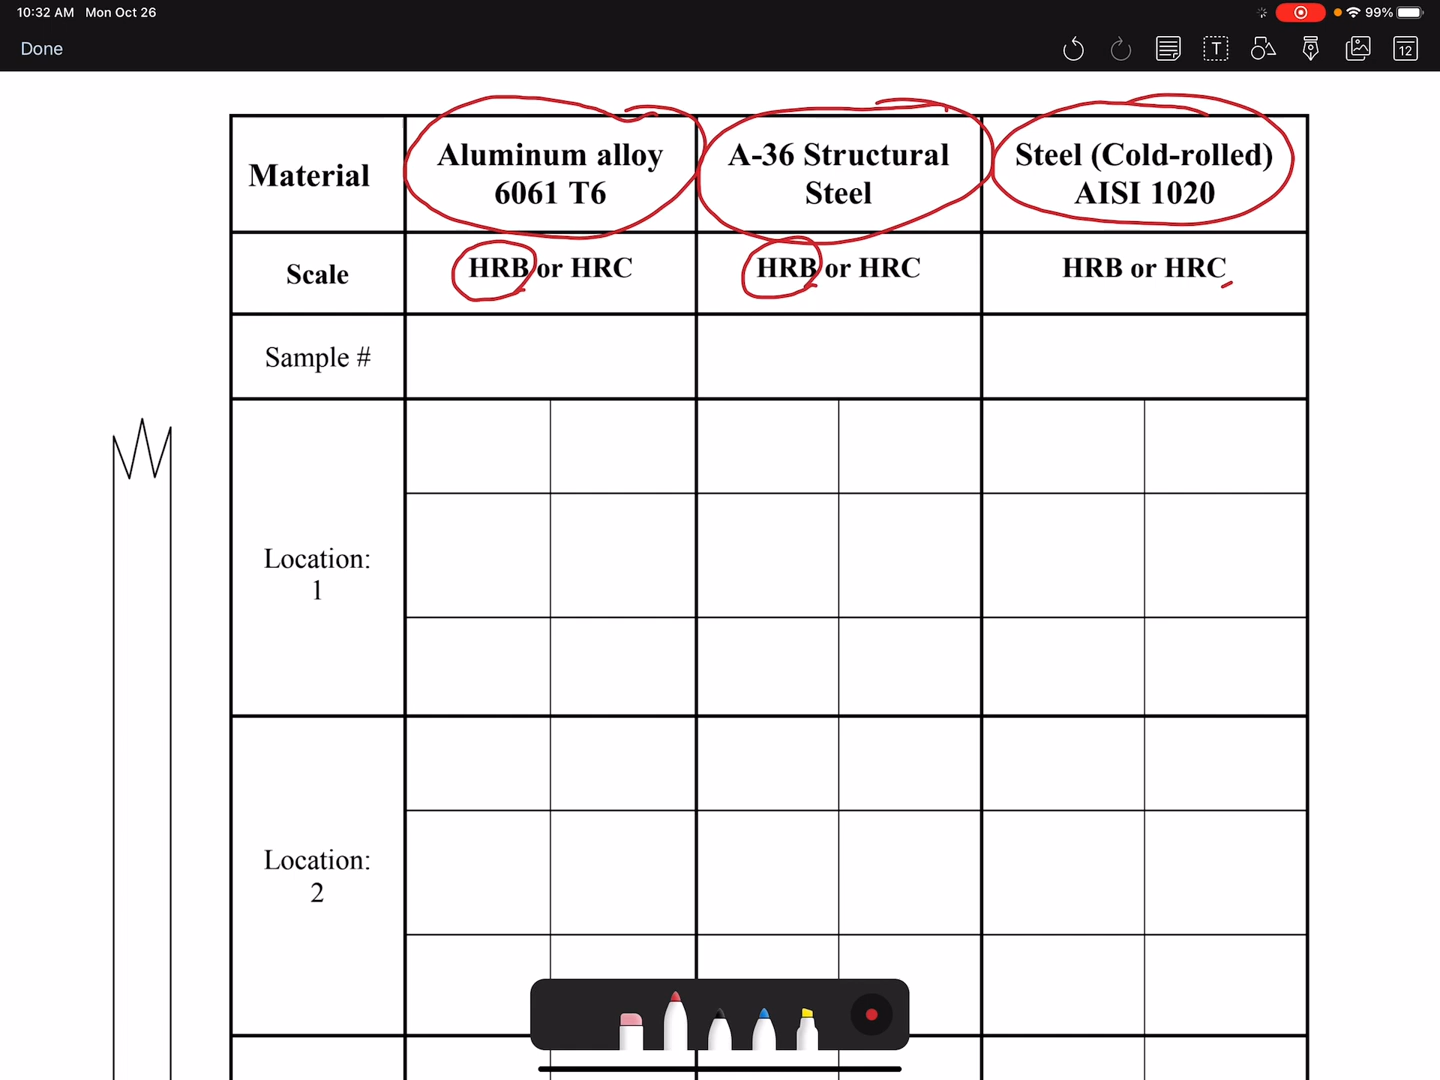 10:32 AM Mon Oct 26
99%
Done
T
12
Material
Aluminum alloy
6061 T6
A-36 Structural
Steel
Steel (Cold-rolled)
AISI 1020
Scale
HRB or HRC
HRB or HRC
HRB or HRC
Sample #
Location:
1
Location:
2